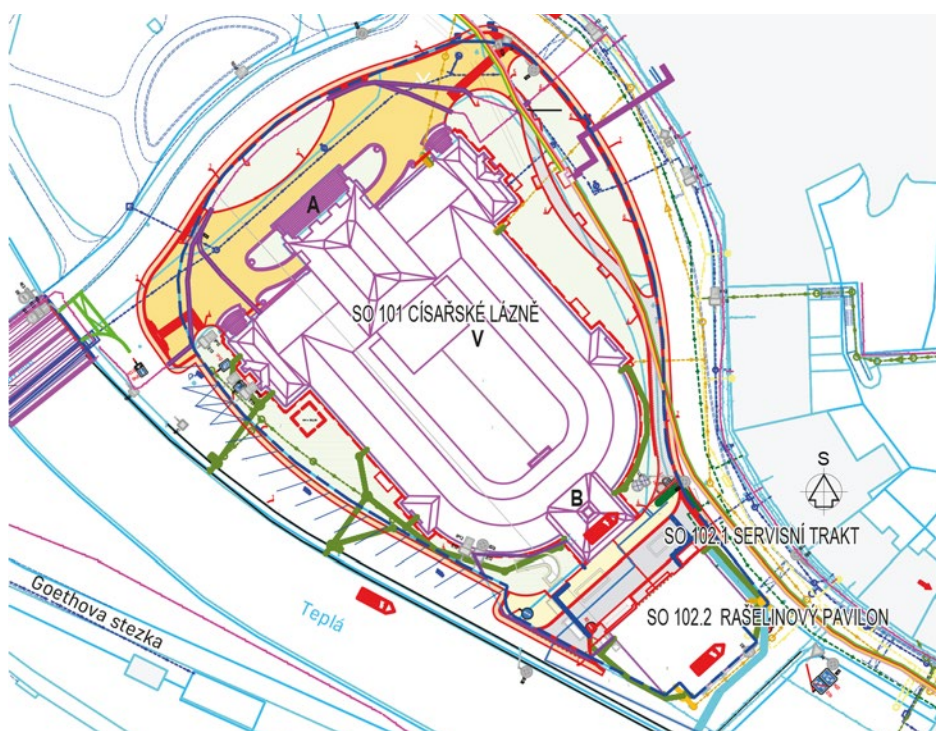 A
SO 101 CÍSAŘSKÉ LÁZNĚ
V
S
B
SO 102.1 SERVISNÍ TRAKT
SO 102.2 RAŠELINOVÝ PAVILON
Goethova stezka
Teplá